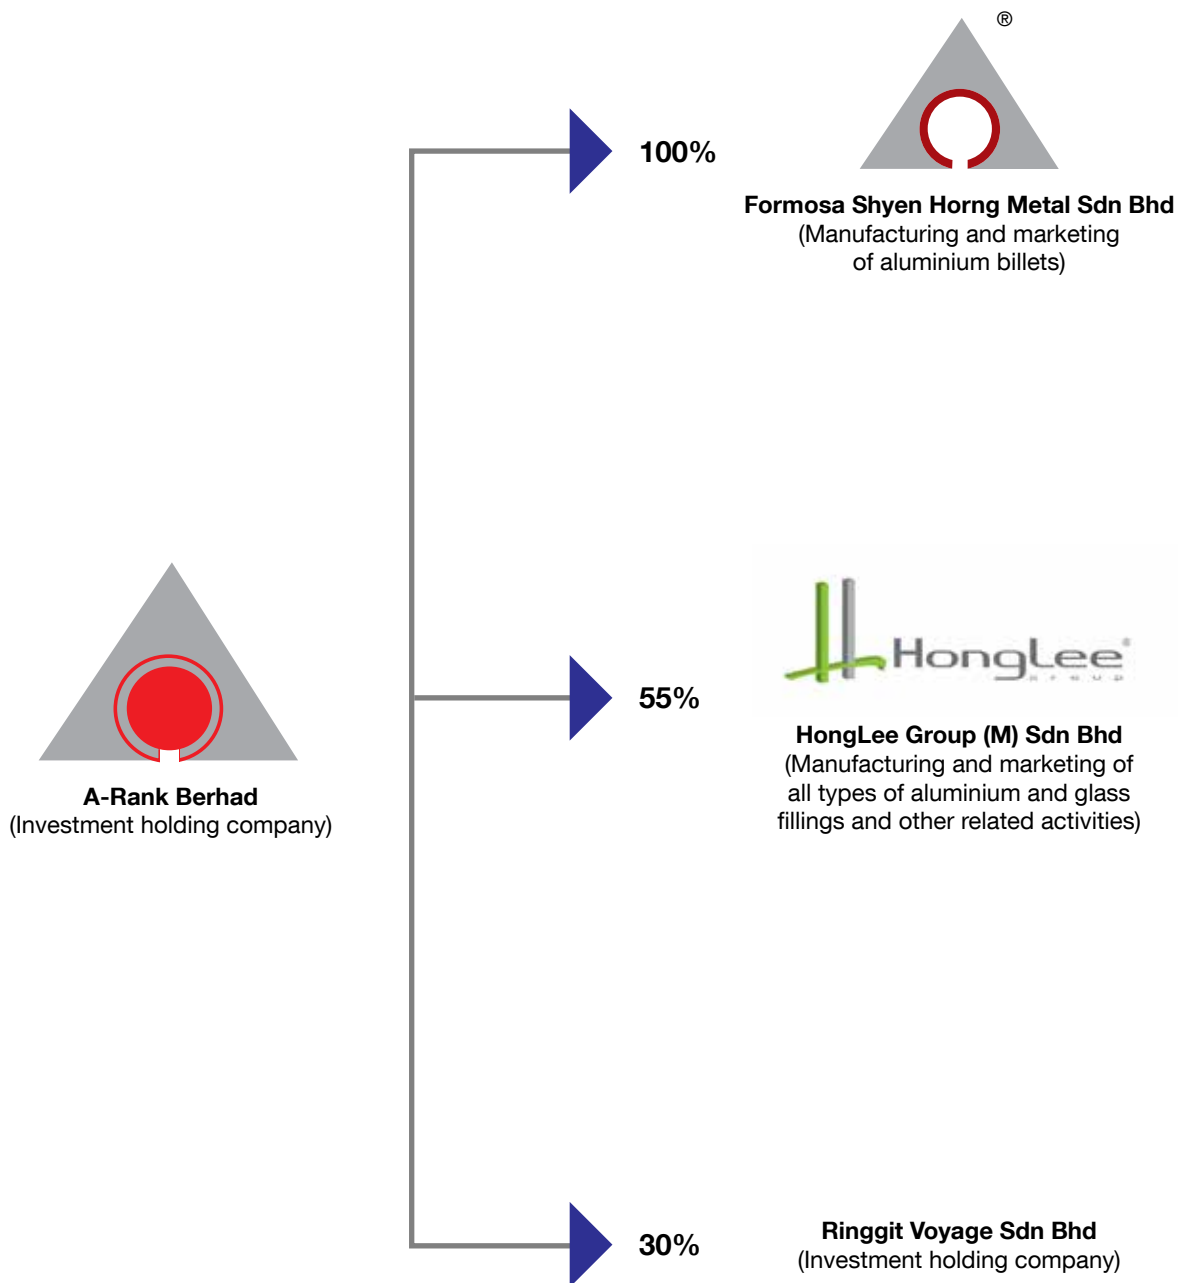 ®
100%
Formosa Shyen Horng Metal Sdn Bhd
(Manufacturing and marketing
of aluminium billets)
HongLee®
group
55%
HongLee Group (M) Sdn Bhd
(Manufacturing and marketing of
all types of aluminium and glass
fillings and other related activities)
A-Rank Berhad
(Investment holding company)
30%
Ringgit Voyage Sdn Bhd
(Investment holding company)